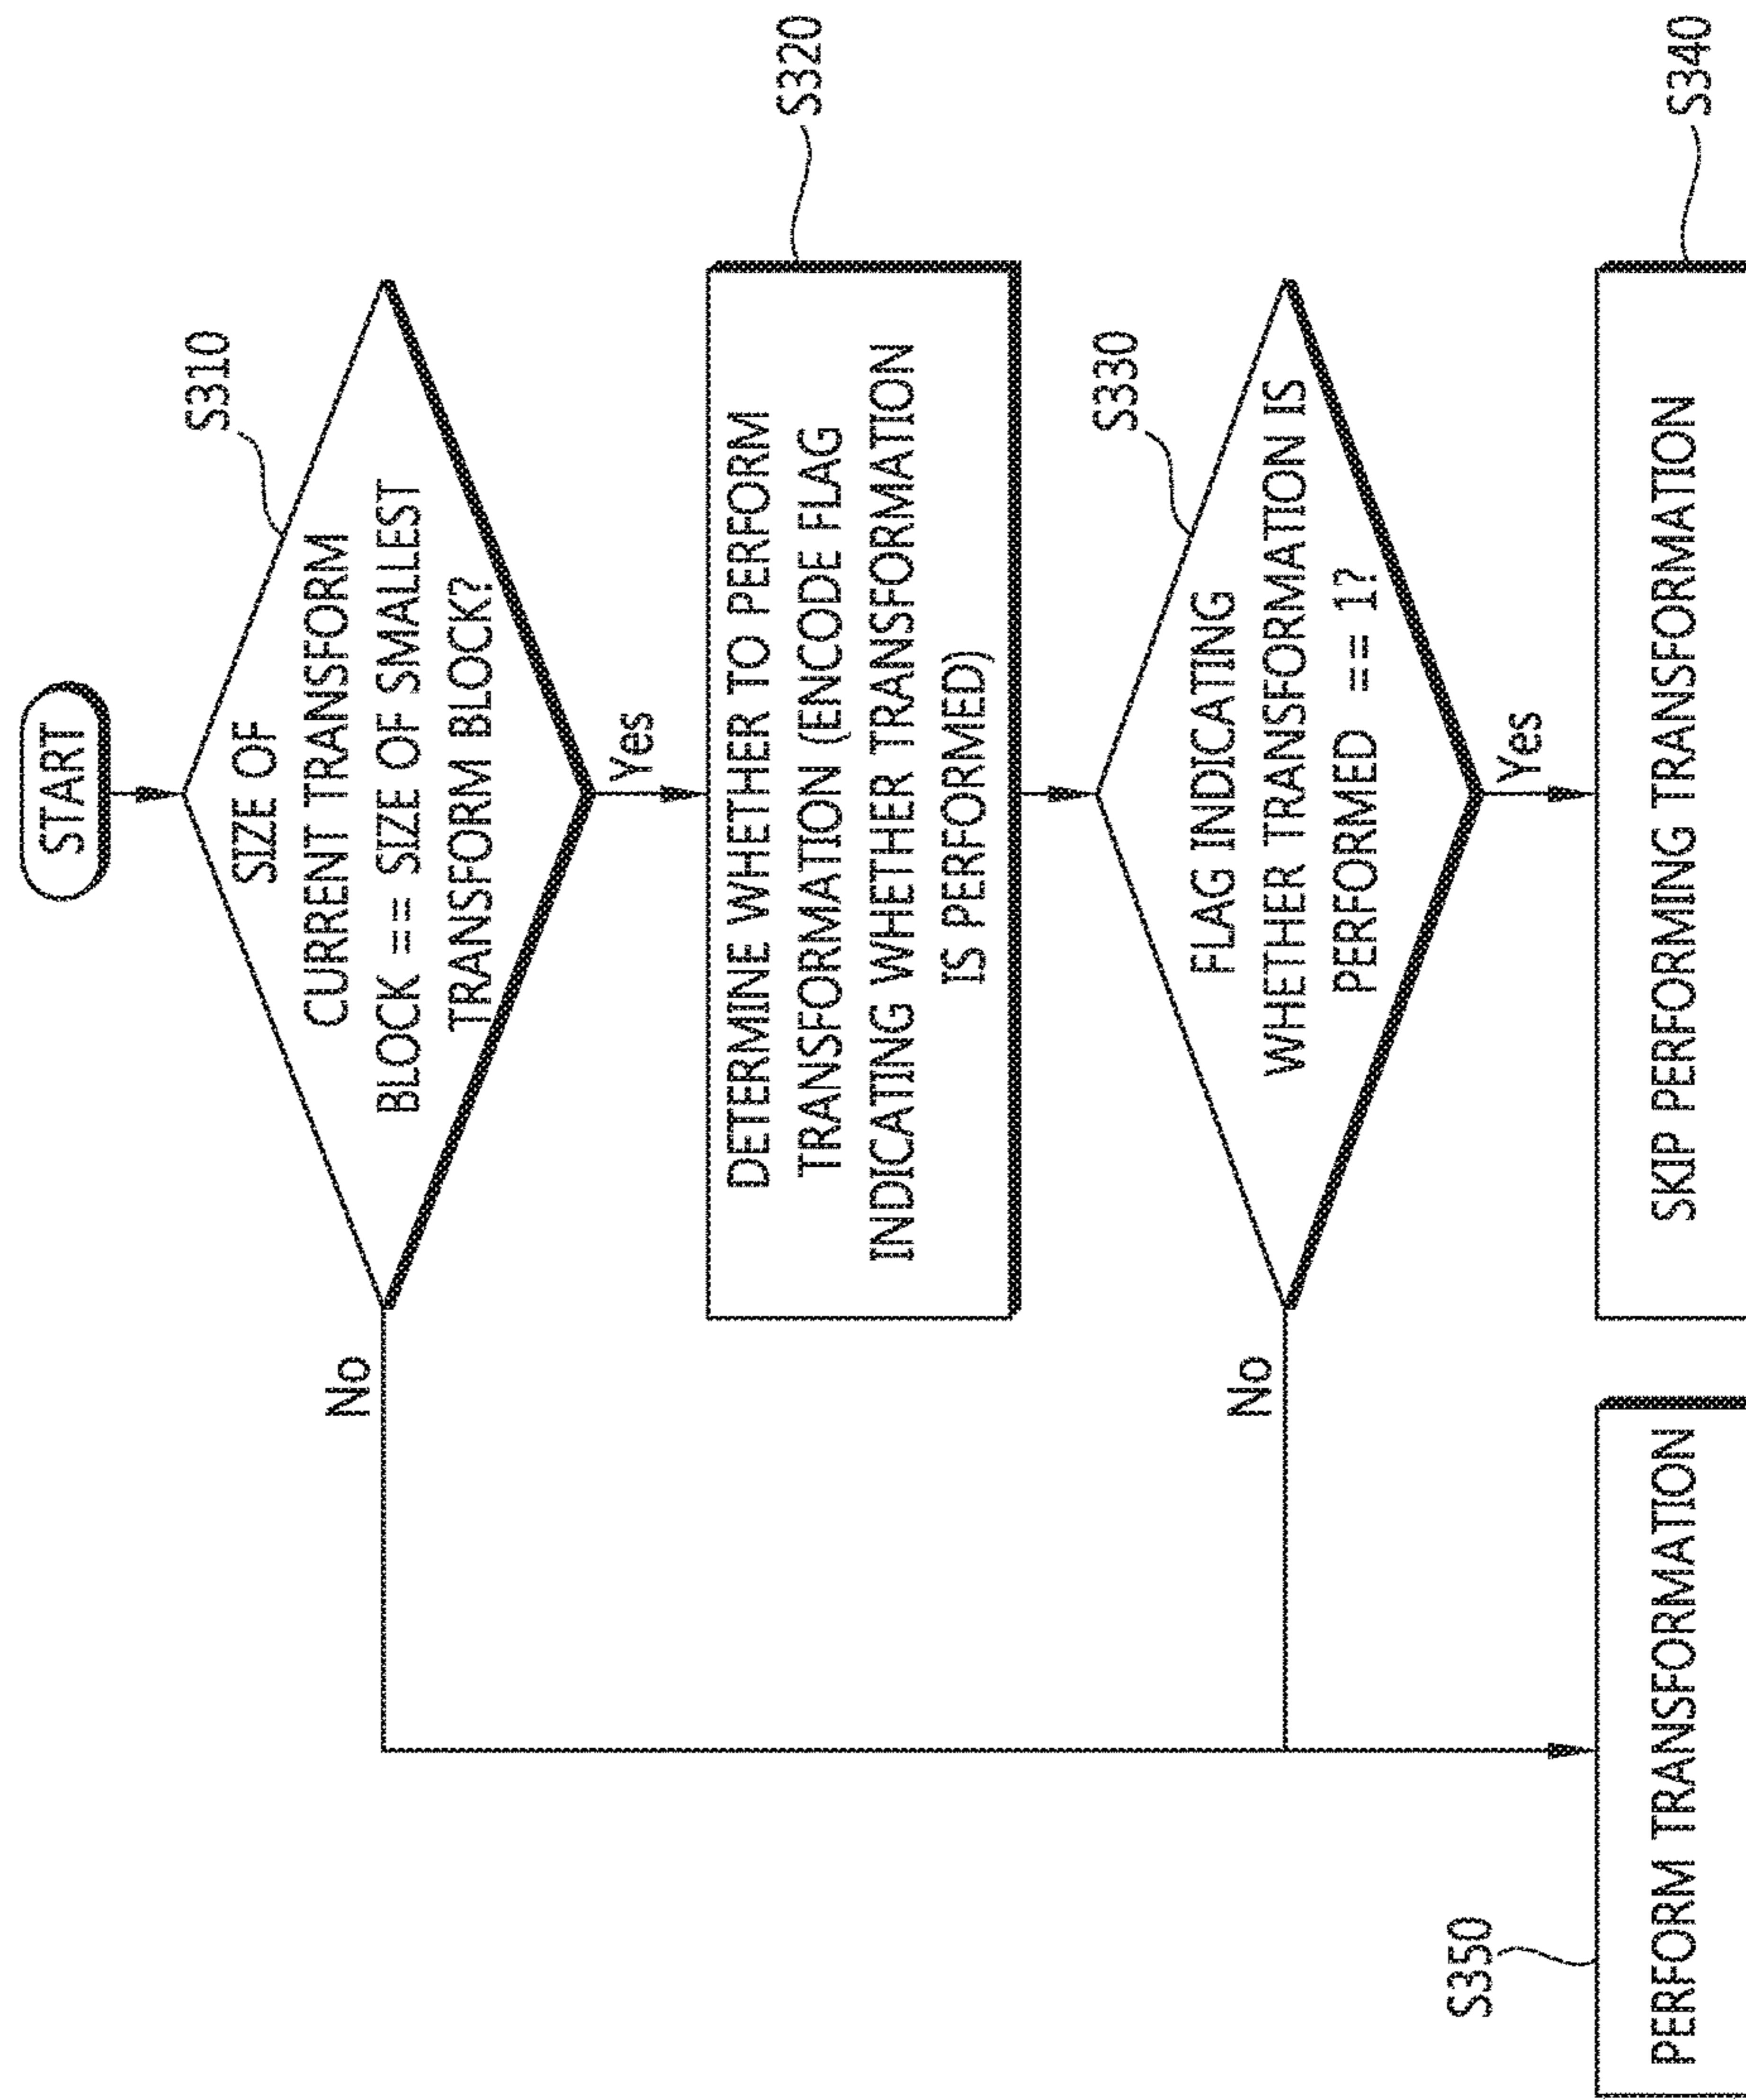 START
S310
SIZE OF
CURRENT TRANSFORM
BLOCK == SIZE OF SMALLEST
TRANSFORM BLOCK?
No
Yes
S320
DETERMINE WHETHER TO PERFORM
TRANSFORMATION (ENCODE FLAG
INDICATING WHETHER TRANSFORMATION
IS PERFORMED)
S330
FLAG INDICATING
WHETHER TRANSFORMATION IS
PERFORMED == 1?
No
Yes
S350
PERFORM TRANSFORMATION
S340
SKIP PERFORMING TRANSFORMATION